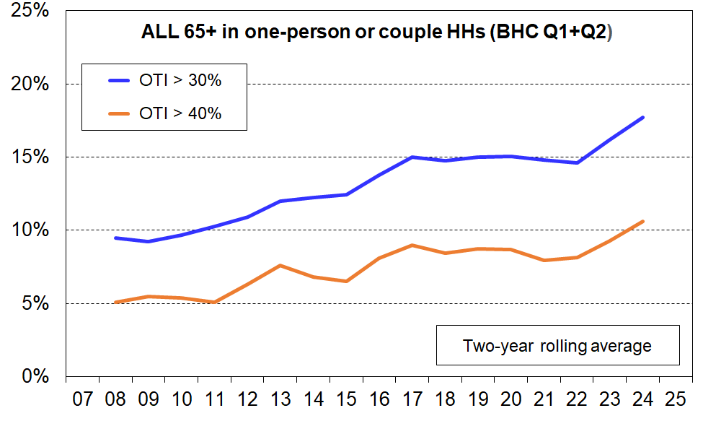 ALL 65+ in one-person or couple HHs (BHC Q1+Q2)
OTI > 30%
OTI > 40%
25%
20%
15%
10%
5%
0%
Two-year rolling average
07 08 09 10 11 12 13 14 15 16 17 18 19 20 21 22 23 24 25